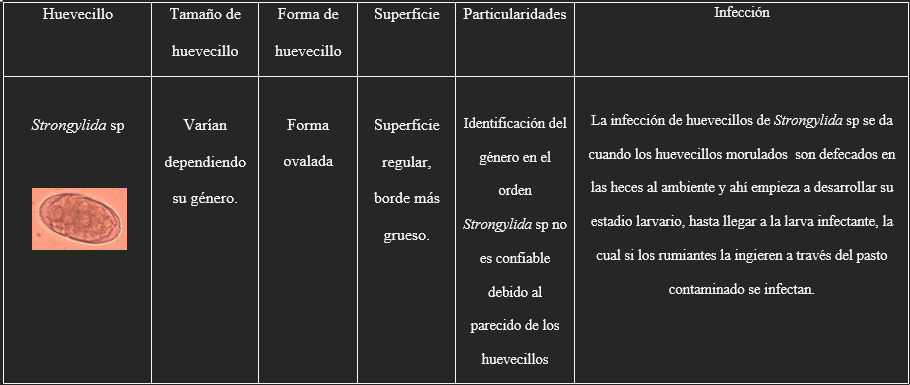 Huevecillo
Tamaño de
huevecillo
Forma de
huevecillo
Superficie
Particularidades
Infección
Strongylida sp
Varían
dependiendo
su género.
Forma
ovalada
Superficie
regular,
borde más
grueso.
Identificación del
género en el
orden
Strongylida sp no
es confiable
debido al
parecido de los
huevecillos
La infección de huevecillos de Strongylida sp se da
cuando los huevecillos morulados son defecados en
las heces al ambiente y ahí empieza a desarrollar su
estadio larvario, hasta llegar a la larva infectante, la
cual si los rumiantes la ingieren a través del pasto
contaminado se infectan.